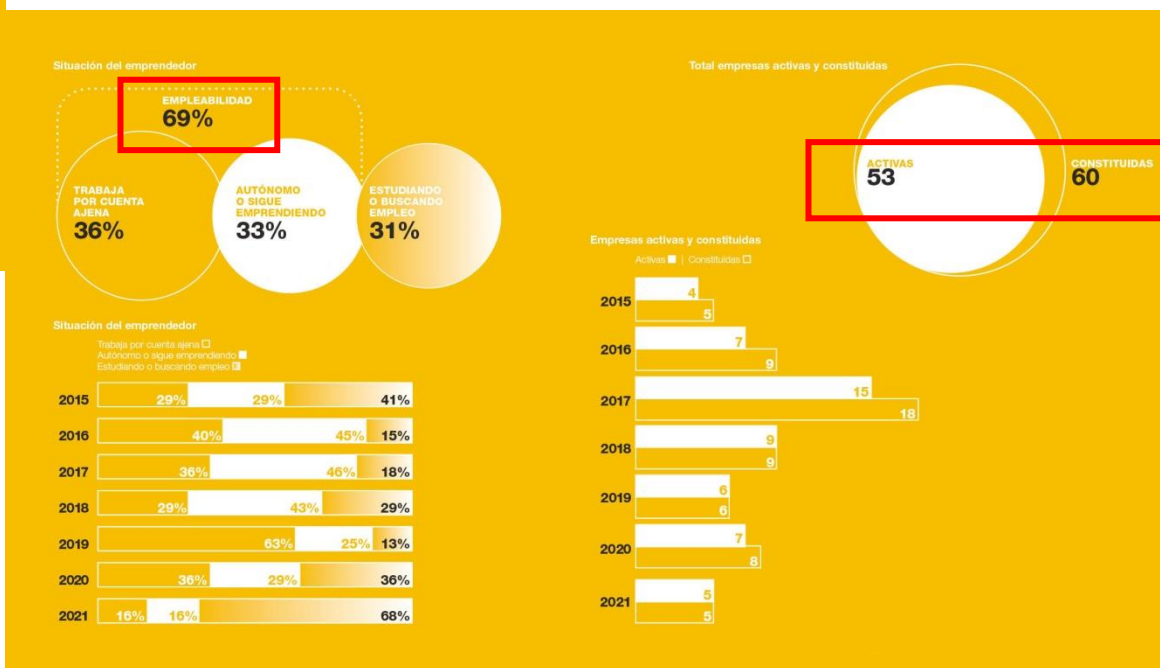 Situación del emprendedor
EMPLEABILIDAD
69%
TRABAJA
POR CUENTA
AJENA
36%
AUTÓNOMO
O SIGUE
EMPRENDIENDO
33%
ESTUDIANDO
O BUSCANDO
EMPLEO
31%
Situación del emprendedor
Trabaja por cuenta ajena
Autónomo o sigue emprendiendo
Estudiando o buscando empleo
2015 29% 29% 41%
2016 40% 45% 15%
2017 36% 46% 18%
2018 29% 43% 29%
2019 63% 25% 13%
2020 36% 29% 36%
2021 16% 16% 68%
Total empresas activas y constituidas
ACTIVAS
53
CONSTITUIDAS
60
Empresas activas y constituidas
Activas | Constituidas
2015 4
5
2016 7
9
2017 15
18
2018 9
9
2019 6
6
2020 7
8
2021 5
5